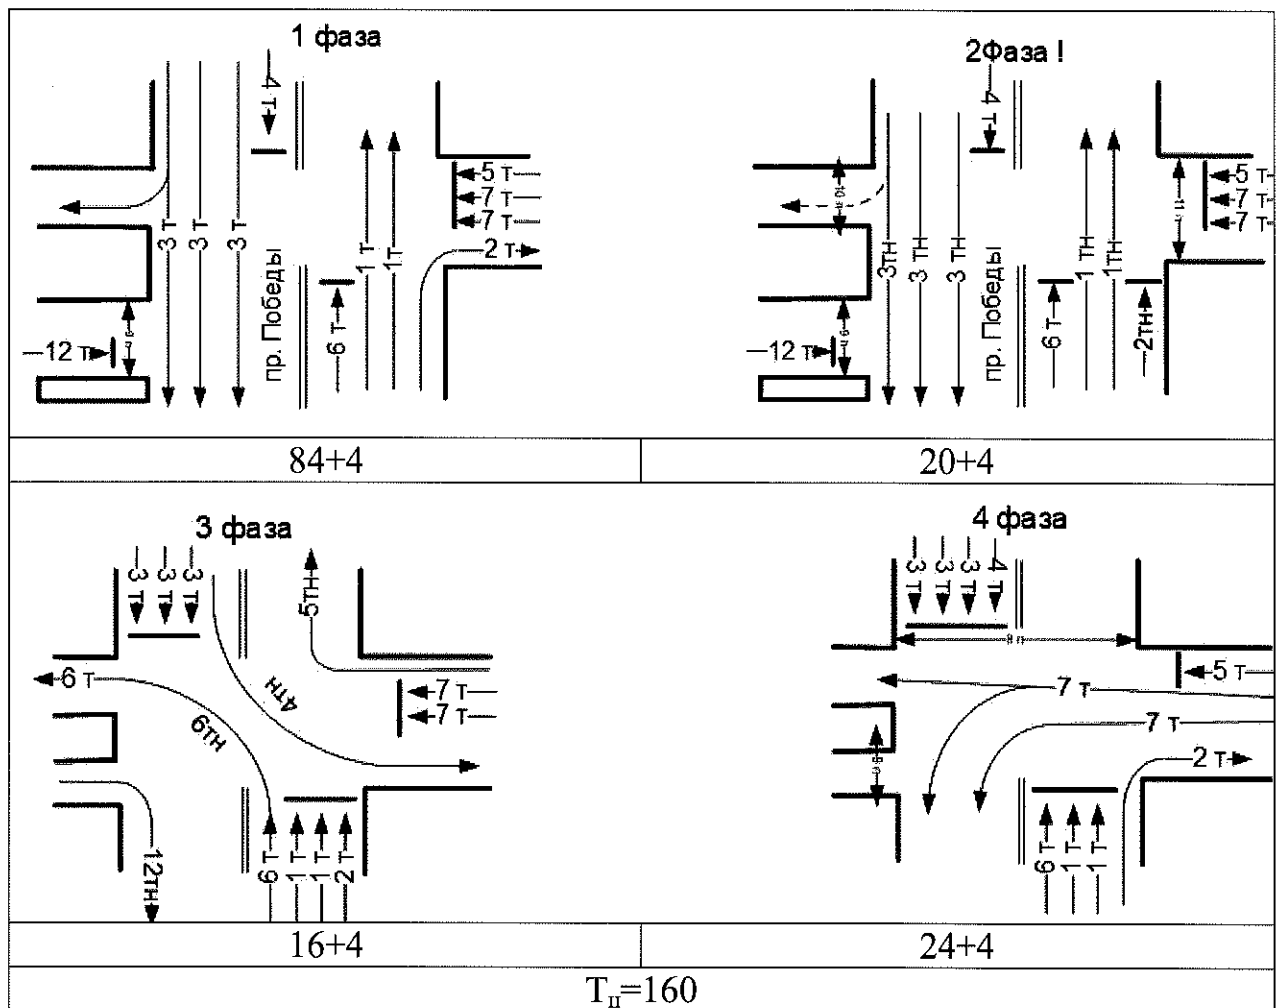 1 фаза
4 т
5 т
7 т
7 т
3 т
3 т
3 т
1 т
1т
2 т
пр. Победы
6 т
12 т
2Фаза !
4 т
5 т
7 т
7 т
3тн
3 тн
3 тн
1 тн
1тн
пр. Победы
6 т
2тн
12 т
84+4
20+4
3 фаза
3 т
3 т
3 т
5тн
6 т
4тн
7 т
7 т
6тн
12тн
6 т
1 т
1 т
2 т
4 фаза
3 т
3 т
3 т
4 т
5 т
7 т
7 т
2 т
6 т
1 т
1 т
16+4
24+4
Тц=160